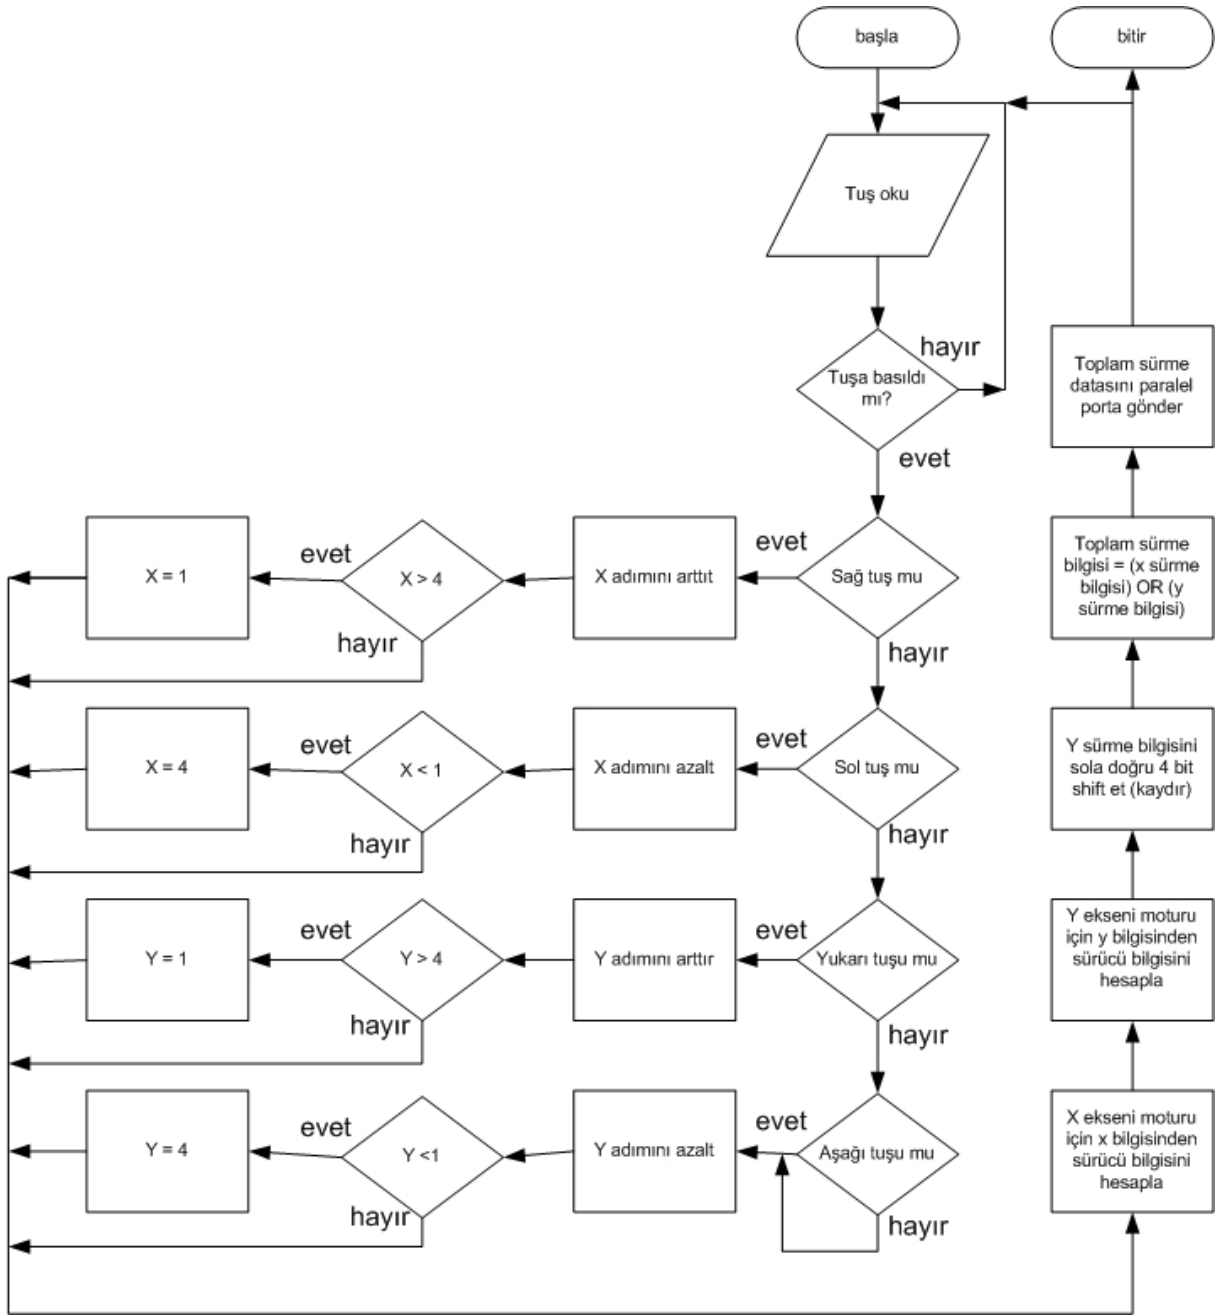 başla
bitir
Tuş oku
hayır
Tuşa basıldı
mı?
evet
Toplam sürme
datasını paralel
porta gönder
X = 1
evet
X > 4
hayır
X adımını arttıt
evet
Sağ tuş mu
hayır
Toplam sürme
bilgisi = (x sürme
bilgisi) OR (y
sürme bilgisi)
X = 4
evet
X < 1
hayır
X adımını azalt
evet
Sol tuş mu
hayır
Y sürme bilgisini
sola doğru 4 bit
shift et (kaydır)
Y = 1
evet
Y > 4
hayır
Y adımını arttır
evet
Yukarı tuşu mu
hayır
Y ekseni moturu
için y bilgisinden
sürücü bilgisini
hesapla
Y = 4
evet
Y <1
hayır
Y adımını azalt
evet
Aşağı tuşu mu
hayır
X ekseni moturu
için x bilgisinden
sürücü bilgisini
hesapla